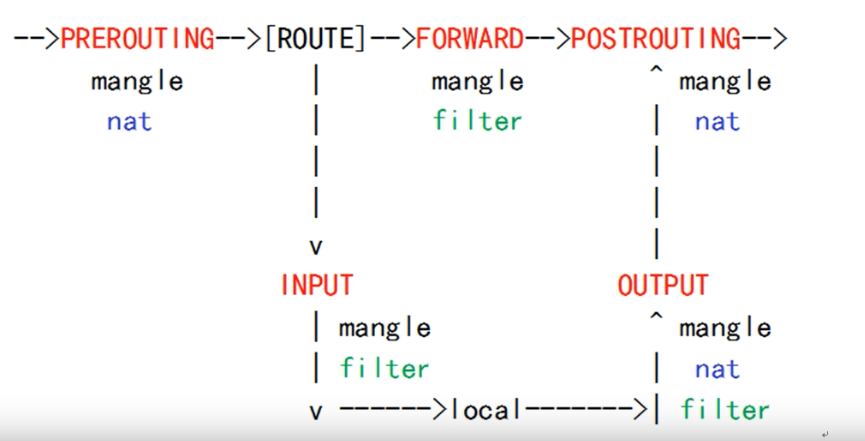 -->PREROUTING-->[ROUTE]-->FORWARD-->POSTROUTING-->
mangle | mangle ^ mangle
nat | filter | nat
| |
| |
v |
INPUT OUTPUT
| mangle ^ mangle
| filter | nat
v ------>local------->| filter